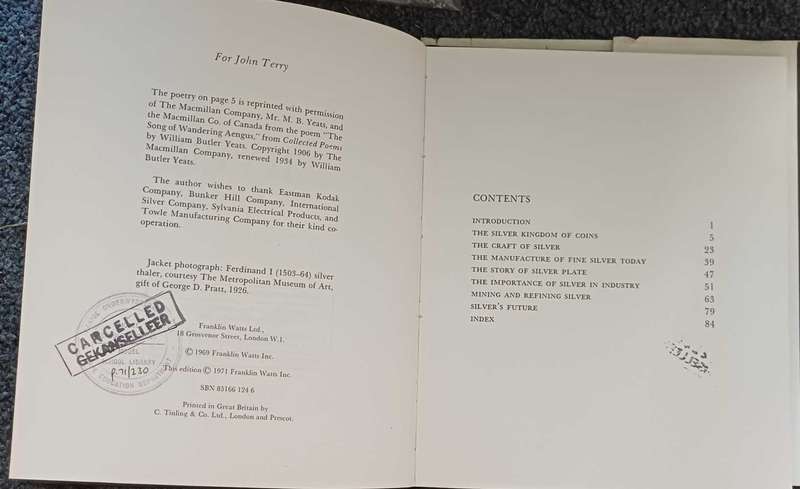 For John Terry
The poetry on page 5 is reprinted with permission
of The Macmillan Company, Mr. M. B. Yeats, and
the Macmillan Co. of Canada from the poem "The
Song of Wandering Aengus," from Collected Poems
by William Butler Yeats. Copyright 1906 by The
Macmillan Company, renewed 1934 by William
Butler Yeats.
The author wishes to thank Eastman Kodak
Company, Bunker Hill Company, International
Silver Company, Sylvania Electrical Products, and
Towle Manufacturing Company for their kind co-
operation.
Jacket photograph: Ferdinand I (1503–64) silver
thaler, courtesy The Metropolitan Museum of Art,
gift of George D. Pratt, 1926.
CANCELLED
GEKANSELLEER
MODEL
SCHOOL LIBRARY
P.71/230
EDUCATION DEPARTMENT
Franklin Watts Ltd.,
18 Grosvenor Street, London W.1.
© 1969 Franklin Watts Inc.
This edition © 1971 Franklin Watts Inc.
SBN 85166 124 6
Printed in Great Britain by
C. Tinling & Co. Ltd., London and Prescot.
CONTENTS
INTRODUCTION 1
THE SILVER KINGDOM OF COINS 5
THE CRAFT OF SILVER 23
THE MANUFACTURE OF FINE SILVER TODAY 39
THE STORY OF SILVER PLATE 47
THE IMPORTANCE OF SILVER IN INDUSTRY 51
MINING AND REFINING SILVER 63
SILVER'S FUTURE 79
INDEX 84